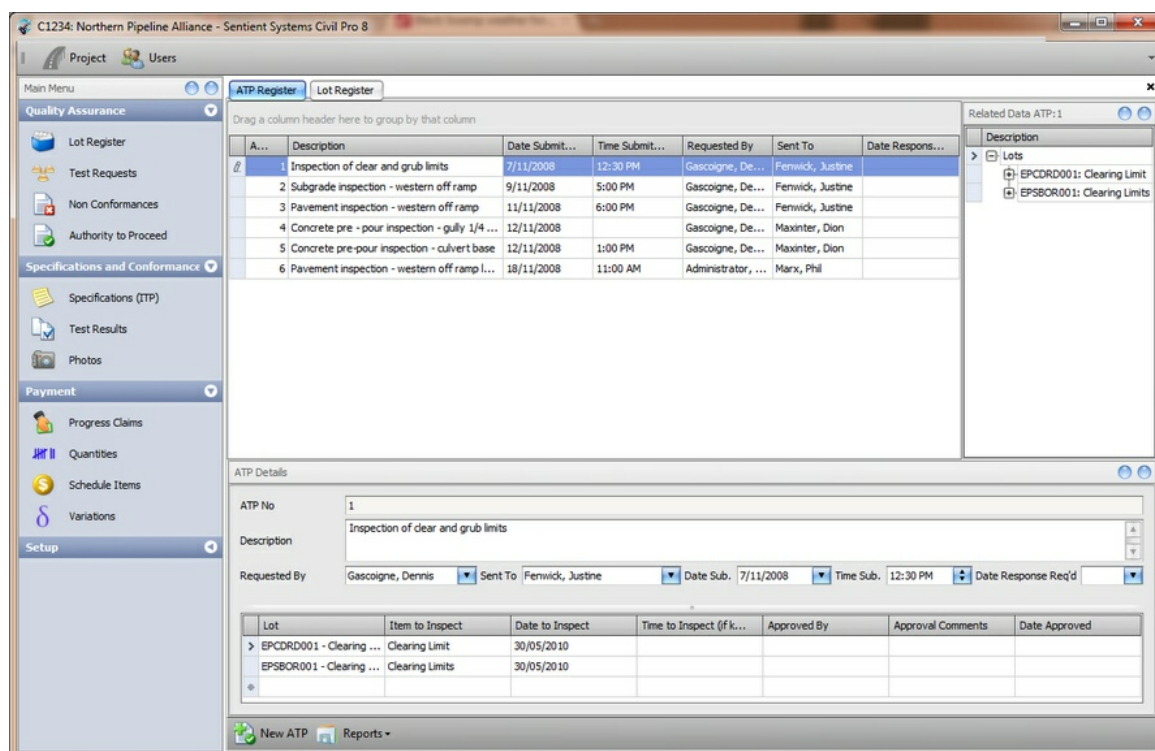 C1234: Northern Pipeline Alliance - Sentient Systems Civil Pro 8
Project Users
Main Menu
Quality Assurance
Lot Register
Test Requests
Non Conformances
Authority to Proceed
Specifications and Conformance
Specifications (ITP)
Test Results
Photos
Payment
Progress Claims
Quantities
Schedule Items
Variations
Setup
ATP Register Lot Register
Drag a column header here to group by that column
A... Description Date Submit... Time Submit... Requested By Sent To Date Respons...
1 Inspection of clear and grub limits 7/11/2008 12:30 PM Gascoigne, De... Fenwick, Justine
2 Subgrade inspection - western off ramp 9/11/2008 5:00 PM Gascoigne, De... Fenwick, Justine
3 Pavement inspection - western off ramp 11/11/2008 6:00 PM Gascoigne, De... Fenwick, Justine
4 Concrete pre - pour inspection - gully 1/4 ... 12/11/2008 Gascoigne, De... Maxinter, Dion
5 Concrete pre-pour inspection - culvert base 12/11/2008 1:00 PM Gascoigne, De... Maxinter, Dion
6 Pavement inspection - western off ramp l... 18/11/2008 11:00 AM Administrator, ... Marx, Phil
Related Data ATP:1
Description
Lots
EPCDRD001: Clearing Limit
EPSBOR001: Clearing Limits
ATP Details
ATP No 1
Description Inspection of clear and grub limits
Requested By Gascoigne, Dennis Sent To Fenwick, Justine Date Sub. 7/11/2008 Time Sub. 12:30 PM Date Response Req'd
Lot Item to Inspect Date to Inspect Time to Inspect (if k... Approved By Approval Comments Date Approved
EPCDRD001 - Clearing ... Clearing Limit 30/05/2010
EPSBOR001 - Clearing ... Clearing Limits 30/05/2010
New ATP Reports